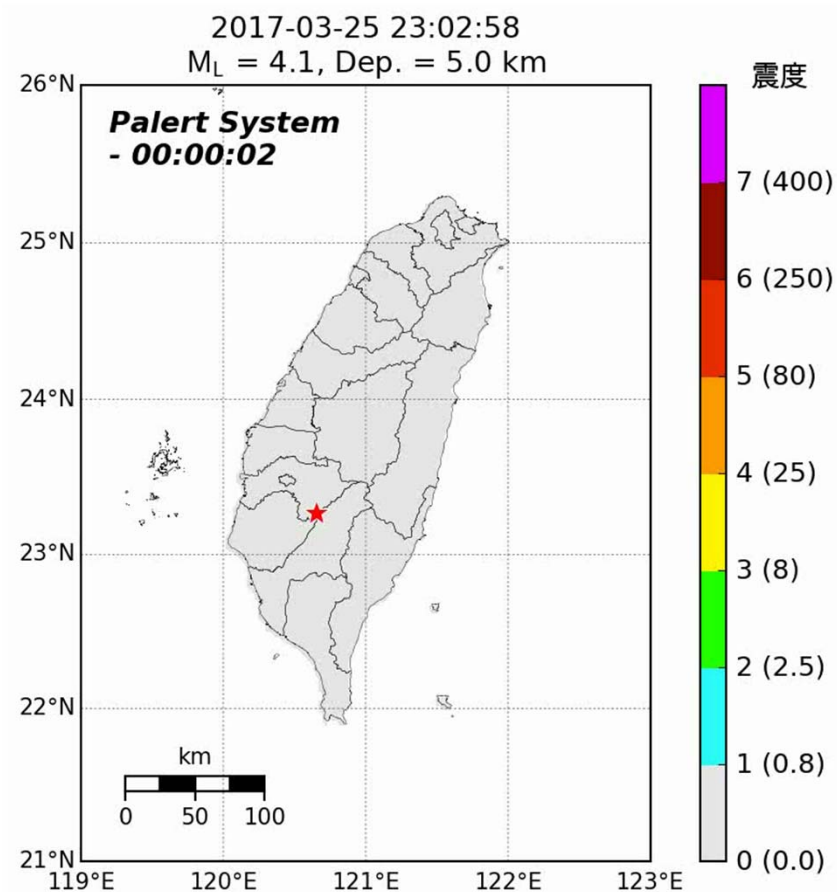 2017-03-25 23:02:58
M_L = 4.1, Dep. = 5.0 km
震度
26°N
Palert System
- 00:00:02
7 (400)
25°N
6 (250)
5 (80)
24°N
4 (25)
3 (8)
23°N
2 (2.5)
22°N
1 (0.8)
km
0 50 100
21°N
0 (0.0)
119°E 120°E 121°E 122°E 123°E